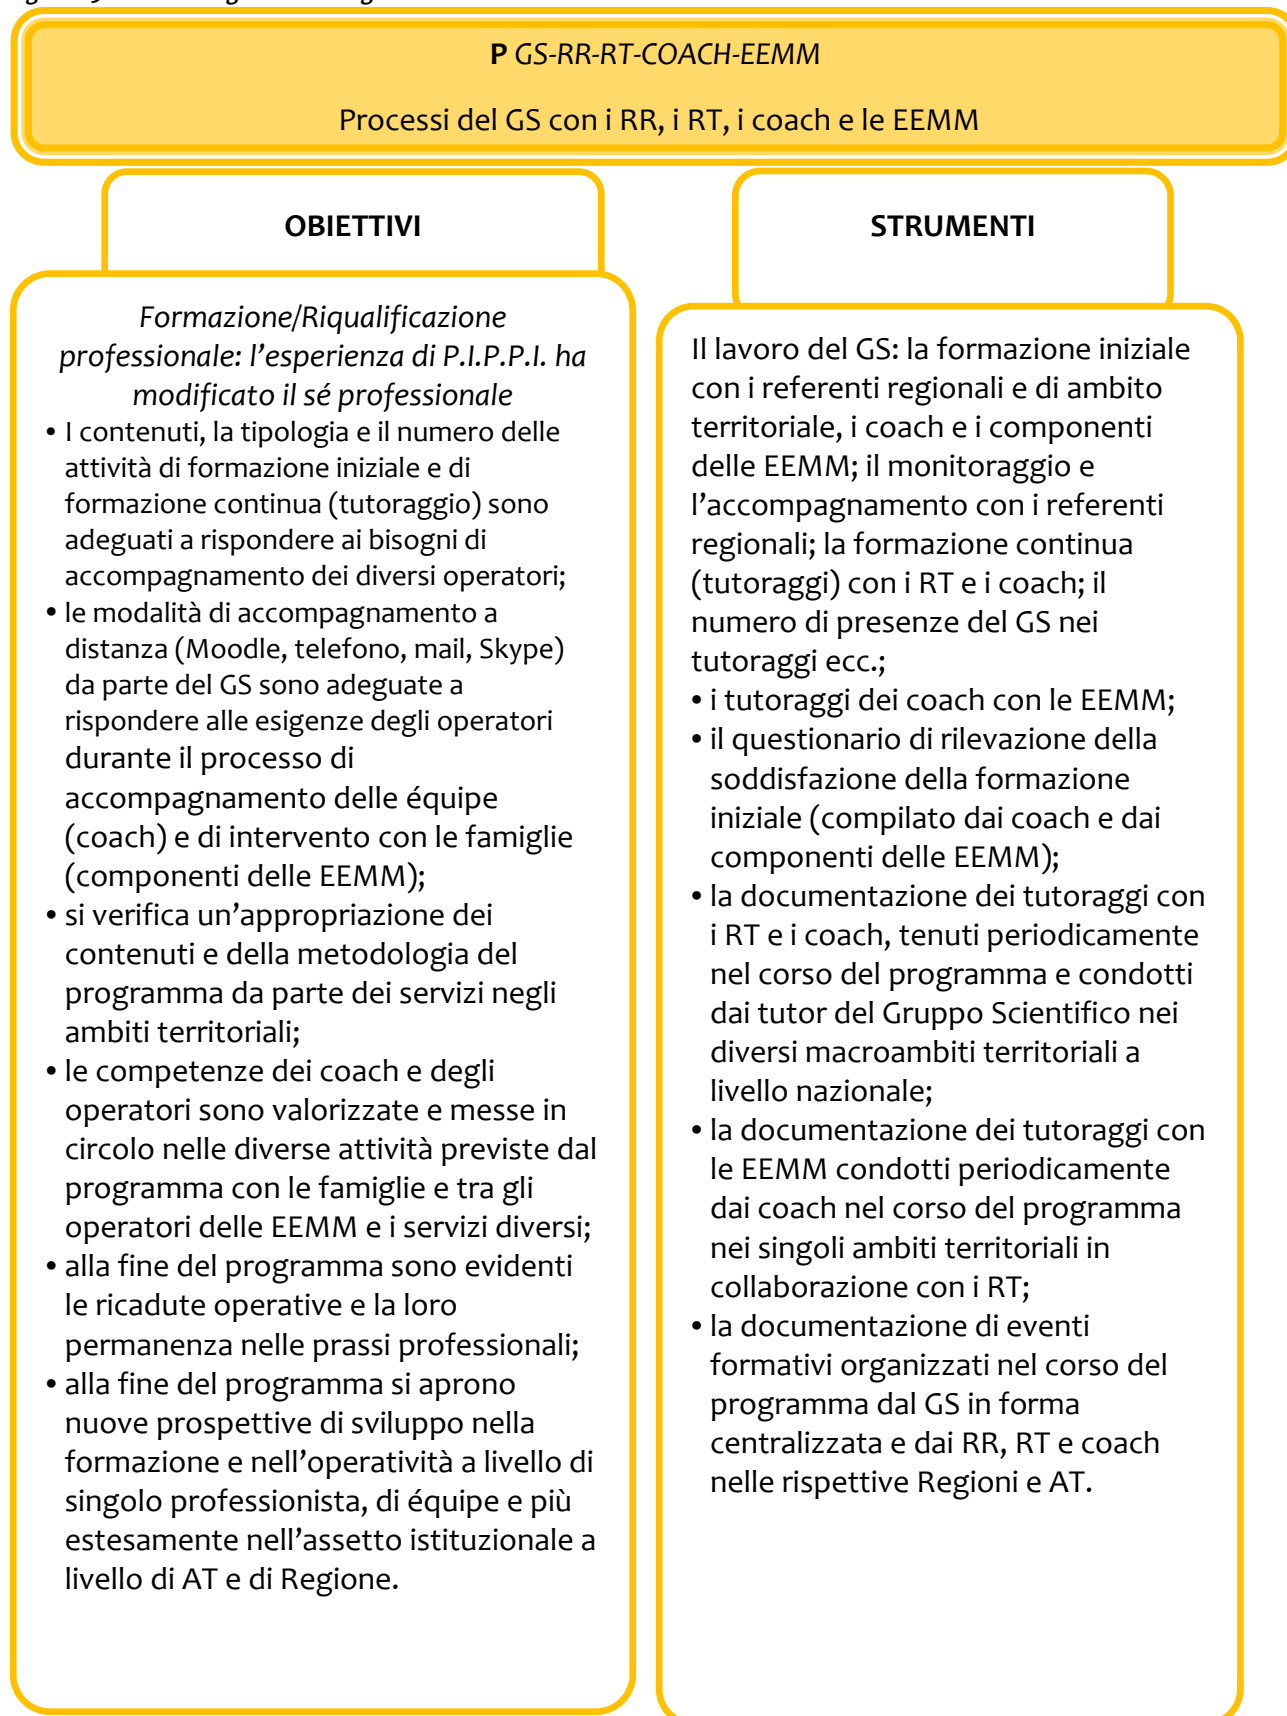 P GS-RR-RT-COACH-EEMM
Processi del GS con i RR, i RT, i coach e le EEMM
OBIETTIVI
Formazione/Riqualificazione
professionale: l’esperienza di P.I.P.P.I. ha
modificato il sé professionale
• I contenuti, la tipologia e il numero delle
attività di formazione iniziale e di
formazione continua (tutoraggio) sono
adeguati a rispondere ai bisogni di
accompagnamento dei diversi operatori;
• le modalità di accompagnamento a
distanza (Moodle, telefono, mail, Skype)
da parte del GS sono adeguate a
rispondere alle esigenze degli operatori
durante il processo di
accompagnamento delle équipe
(coach) e di intervento con le famiglie
(componenti delle EEMM);
• si verifica un’appropriazione dei
contenuti e della metodologia del
programma da parte dei servizi negli
ambiti territoriali;
• le competenze dei coach e degli
operatori sono valorizzate e messe in
circolo nelle diverse attività previste dal
programma con le famiglie e tra gli
operatori delle EEMM e i servizi diversi;
• alla fine del programma sono evidenti
le ricadute operative e la loro
permanenza nelle prassi professionali;
• alla fine del programma si aprono
nuove prospettive di sviluppo nella
formazione e nell’operatività a livello di
singolo professionista, di équipe e più
estesamente nell’assetto istituzionale a
livello di AT e di Regione.
STRUMENTI
Il lavoro del GS: la formazione iniziale
con i referenti regionali e di ambito
territoriale, i coach e i componenti
delle EEMM; il monitoraggio e
l’accompagnamento con i referenti
regionali; la formazione continua
(tutoraggi) con i RT e i coach; il
numero di presenze del GS nei
tutoraggi ecc.;
• i tutoraggi dei coach con le EEMM;
• il questionario di rilevazione della
soddisfazione della formazione
iniziale (compilato dai coach e dai
componenti delle EEMM);
• la documentazione dei tutoraggi con
i RT e i coach, tenuti periodicamente
nel corso del programma e condotti
dai tutor del Gruppo Scientifico nei
diversi macroambiti territoriali a
livello nazionale;
• la documentazione dei tutoraggi con
le EEMM condotti periodicamente
dai coach nel corso del programma
nei singoli ambiti territoriali in
collaborazione con i RT;
• la documentazione di eventi
formativi organizzati nel corso del
programma dal GS in forma
centralizzata e dai RR, RT e coach
nelle rispettive Regioni e AT.